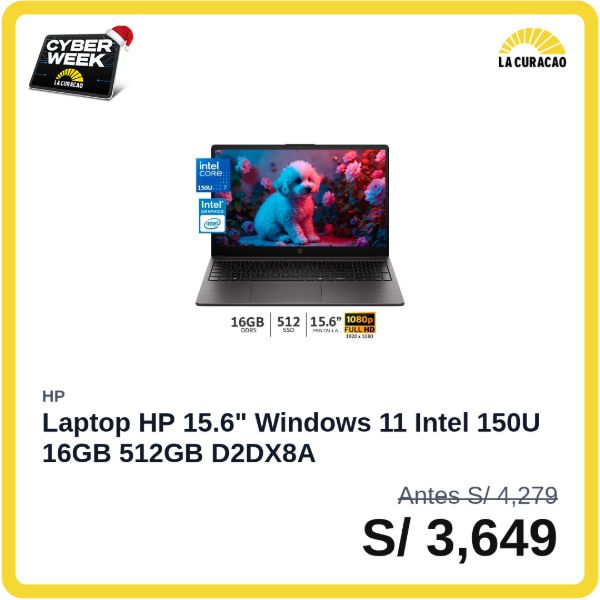 CYBER
WEEK
LA CURACAO
LA CURACAO
intel
CORE
150U 7
Intel®
GRAPHICS
intel
hp
16GB
DDR5
512
SSD
15.6”
PANTALLA
1080p
FULL HD
1920 x 1080
HP
Laptop HP 15.6" Windows 11 Intel 150U
16GB 512GB D2DX8A
Antes S/ 4,279
S/ 3,649